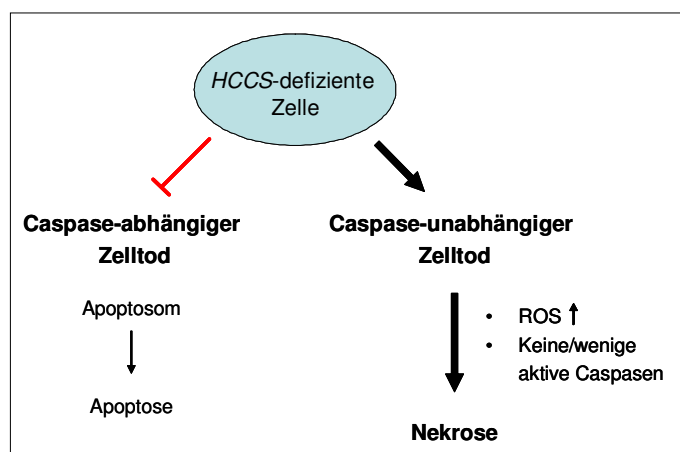 HCCS-defiziente
Zelle
Caspase-abhängiger
Zelltod
Apoptosom
Apoptose
Caspase-unabhängiger
Zelltod
• ROS ↑
• Keine/wenige
aktive Caspasen
Nekrose